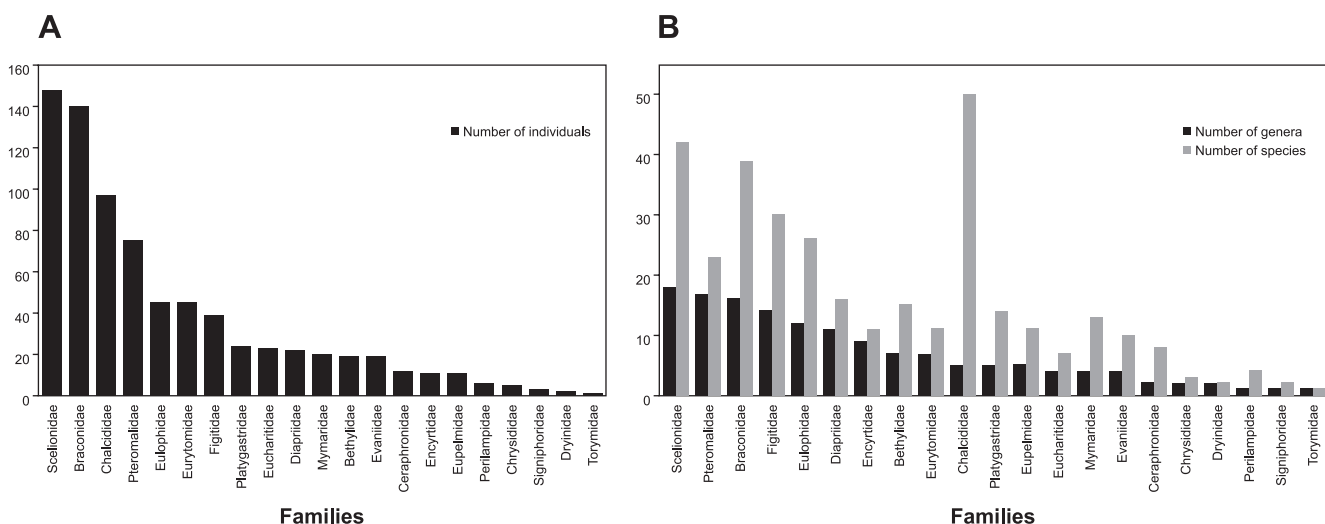 A
160
140
120
100
80
60
40
20
0
Number of individuals
Scelionidae
Braconidae
Chalcididae
Pteromalidae
Eulophidae
Eurytomidae
Figitidae
Platygastridae
Eucharitidae
Diapriidae
Mymaridae
Bethylidae
Evaniidae
Ceraphronidae
Encyrtidae
Eupelmidae
Perilampidae
Chrysididae
Signiphoridae
Dryinidae
Torymidae
Families
B
50
40
30
20
10
0
Number of genera
Number of species
Scelionidae
Pteromalidae
Braconidae
Figitidae
Eulophidae
Diapriidae
Encyrtidae
Bethylidae
Eurytomidae
Chalcididae
Platygastridae
Eupelmidae
Eucharitidae
Mymaridae
Evaniidae
Ceraphronidae
Chrysididae
Dryinidae
Perilampidae
Signiphoridae
Torymidae
Families